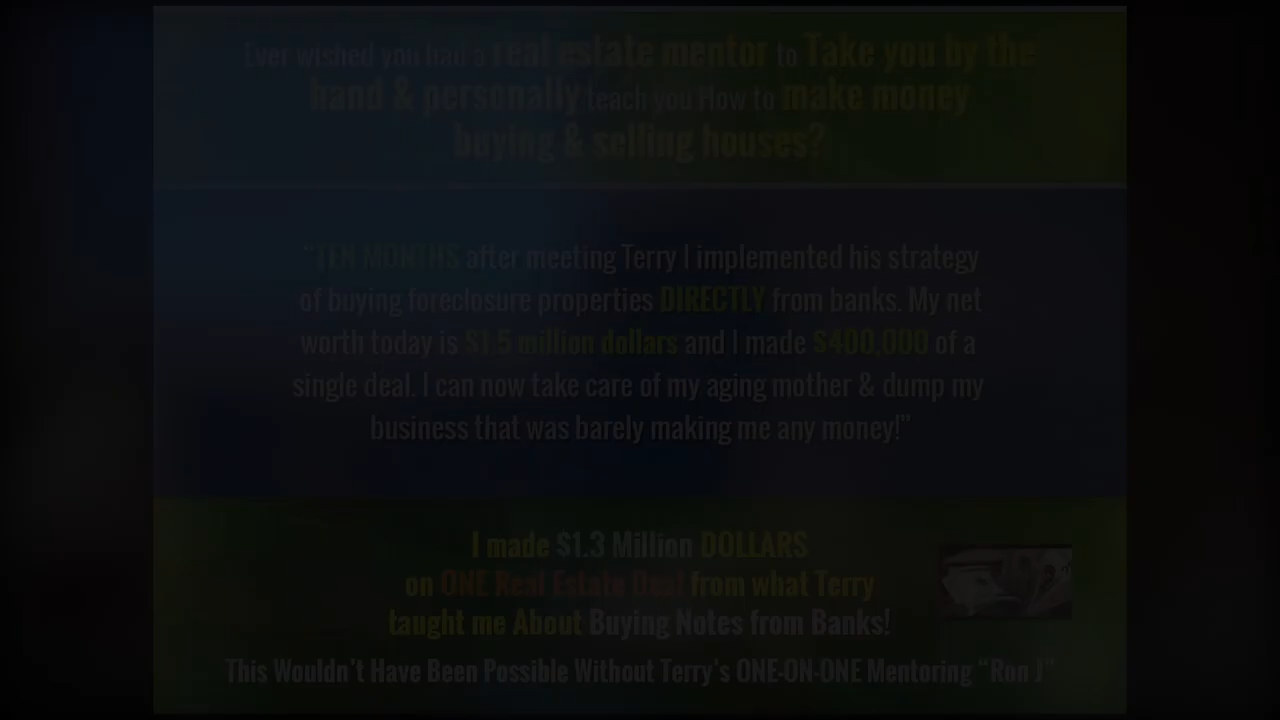 Ever wished you had a real estate mentor to Take you by the
hand & personally teach you How to make money
buying & selling houses?
“TEN MONTHS after meeting Terry I implemented his strategy
of buying foreclosure properties DIRECTLY from banks. My net
worth today is $1.5 million dollars and I made $400,000 of a
single deal. I can now take care of my aging mother & dump my
business that was barely making me any money!”
I made $1.3 Million DOLLARS
on ONE Real Estate Deal from what Terry
taught me About Buying Notes from Banks!
This Wouldn’t Have Been Possible Without Terry’s ONE-ON-ONE Mentoring “Ron J”